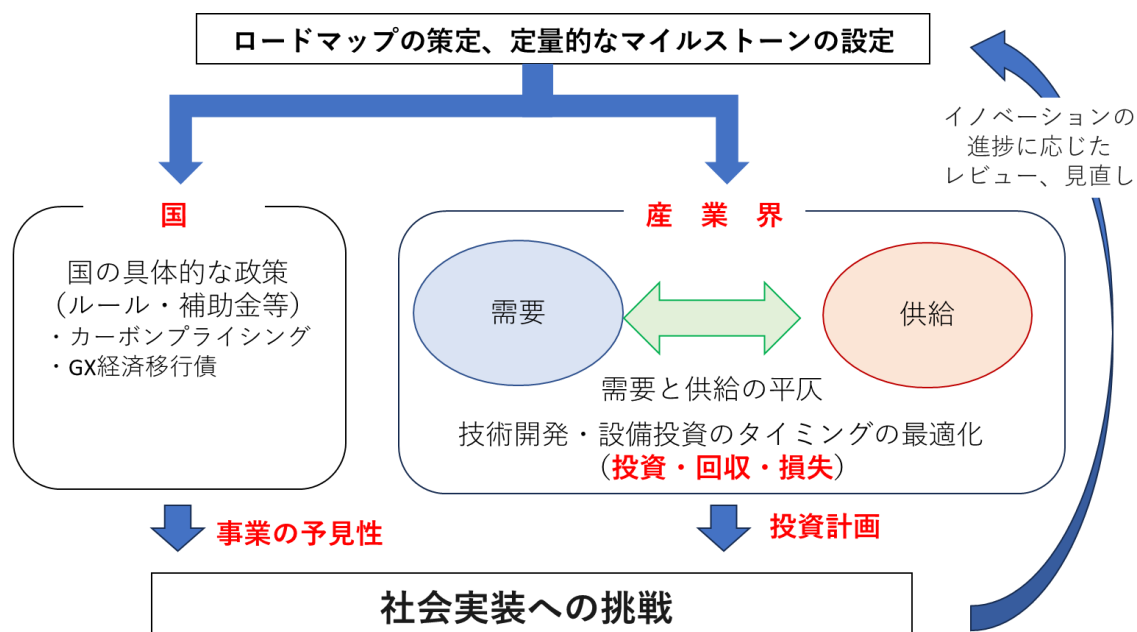 ロードマップの策定、定量的なマイルストーンの設定
イノベーションの
進捗に応じた
レビュー、見直し
国
国の具体的な政策
（ルール・補助金等）
・カーボンプライシング
・GX経済移行債
産　業　界
需要
供給
需要と供給の平仄
技術開発・設備投資のタイミングの最適化
（投資・回収・損失）
事業の予見性
投資計画
社会実装への挑戦